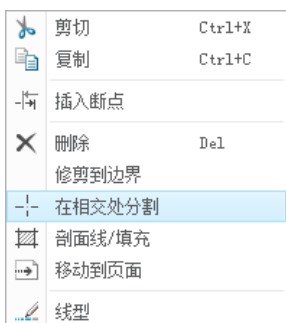 剪切 Ctrl+X
复制 Ctrl+C
插入断点
删除 Del
修剪到边界
在相交处分割
剖面线/填充
移动到页面
线型